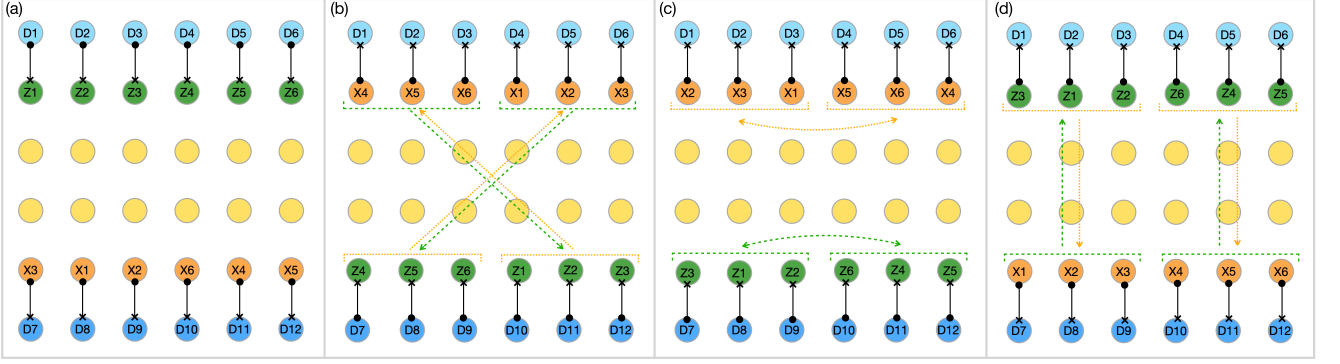 (a)
D1 D2 D3 D4 D5 D6
Z1 Z2 Z3 Z4 Z5 Z6
X3 X1 X2 X6 X4 X5
D7 D8 D9 D10 D11 D12
(b)
D1 D2 D3 D4 D5 D6
X4 X5 X6 X1 X2 X3
Z4 Z5 Z6 Z1 Z2 Z3
D7 D8 D9 D10 D11 D12
(c)
D1 D2 D3 D4 D5 D6
X2 X3 X1 X5 X6 X4
Z3 Z1 Z2 Z6 Z4 Z5
D7 D8 D9 D10 D11 D12
(d)
D1 D2 D3 D4 D5 D6
Z3 Z1 Z2 Z6 Z4 Z5
X1 X2 X3 X4 X5 X6
D7 D8 D9 D10 D11 D12